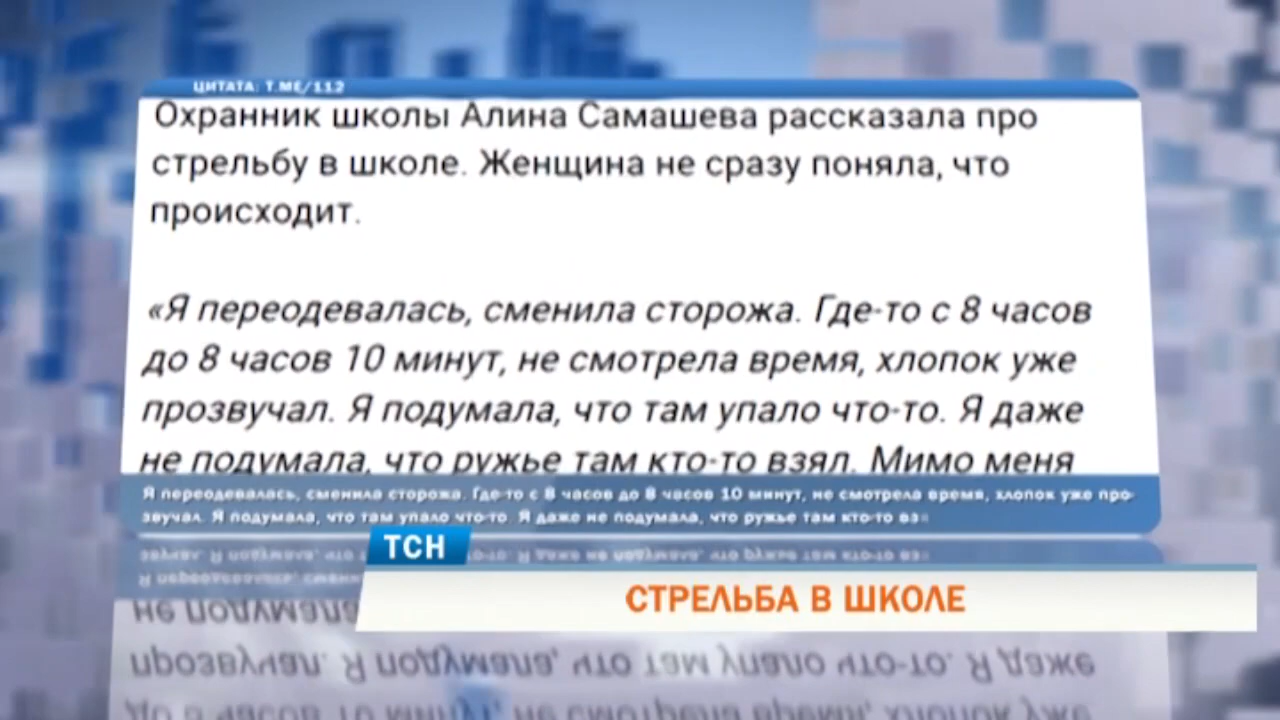 ЦИТАТА: T.ME/112
Охранник школы Алина Самашева рассказала про
стрельбу в школе. Женщина не сразу поняла, что
происходит.
«Я переодевалась, сменила сторожа. Где-то с 8 часов
до 8 часов 10 минут, не смотрела время, хлопок уже
прозвучал. Я подумала, что там упало что-то. Я даже
не подумала, что ружье там кто-то взял. Мимо меня
Я переодевалась, сменила сторожа. Где-то с 8 часов до 8 часов 10 минут, не смотрела время, хлопок уже про-
звучал. Я подумала, что там упало что-то. Я даже не подумала, что ружье там кто-то вз
ТСН
СТРЕЛЬБА В ШКОЛЕ